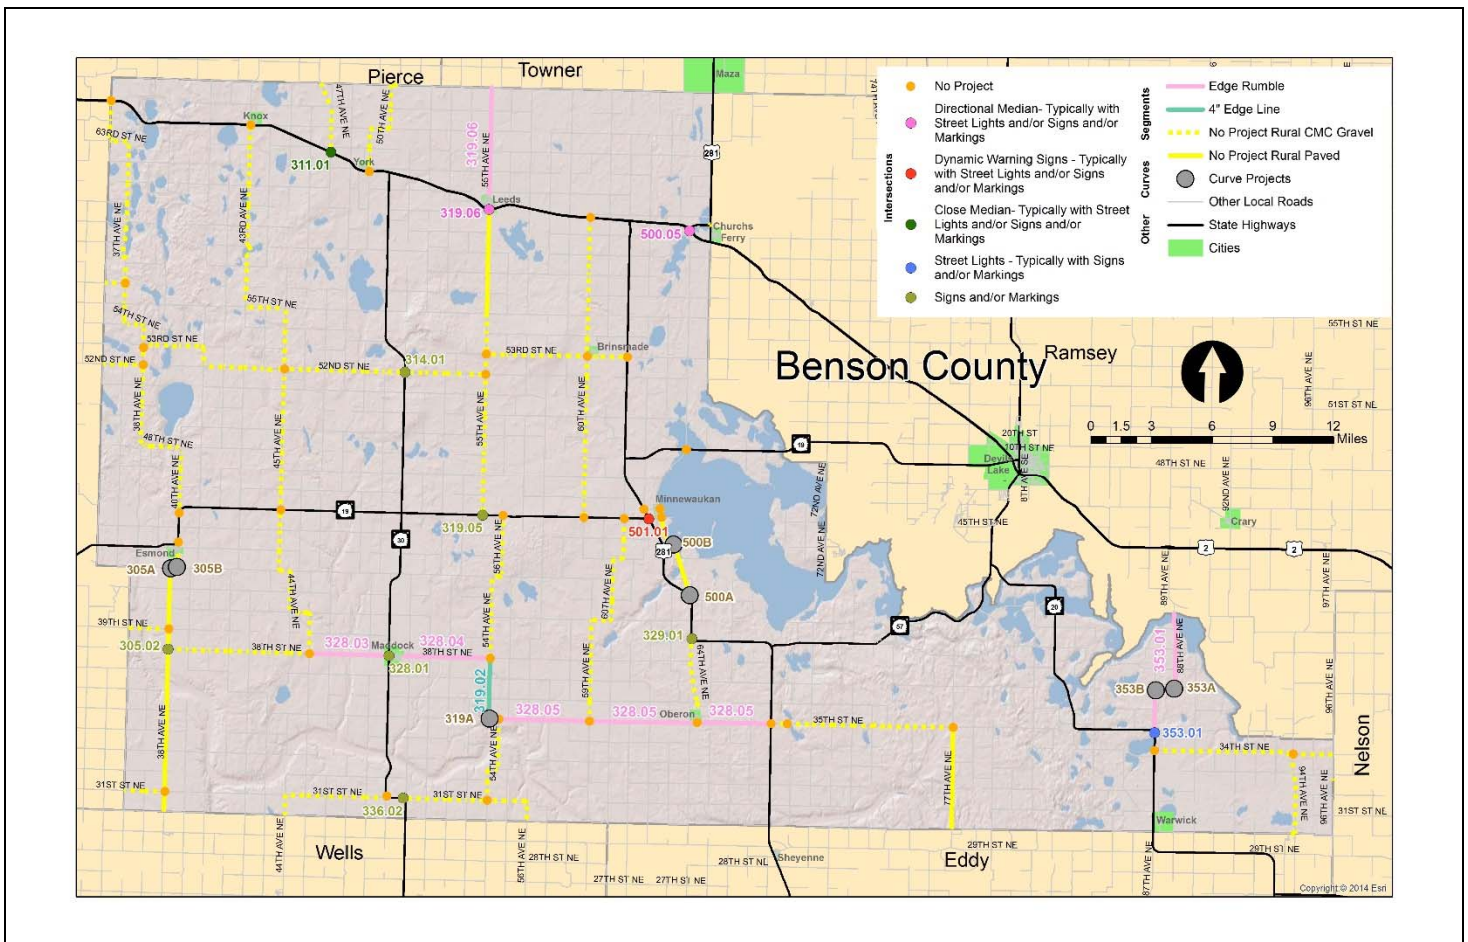 Pierce
Towner
Maza
No Project
Directional Median- Typically with
Street Lights and/or Signs and/or
Markings
Dynamic Warning Signs - Typically
with Street Lights and/or Signs
and/or Markings
Close Median- Typically with Street
Lights and/or Signs and/or
Markings
Street Lights - Typically with Signs
and/or Markings
Signs and/or Markings
Intersections
Segments
Curves
Other
Edge Rumble
4" Edge Line
No Project Rural CMC Gravel
No Project Rural Paved
Curve Projects
Other Local Roads
State Highways
Cities
47TH AVE NE
50TH AVE NE
55TH AVE NE
319.06
Knox
63RD ST NE
311.01
York
281
Leeds
319.06
500.05
Churchs
Ferry
37TH AVE NE
43RD AVE NE
55TH ST NE
54TH ST NE
53RD ST NE
52ND ST NE
52ND ST NE
314.01
53RD ST NE
Brinsmade
Benson County
Ramsey
55TH ST NE
96TH AVE NE
51ST ST NE
0 1.5 3 6 9 12
Miles
38TH AVE NE
48TH ST NE
45TH AVE NE
55TH AVE NE
60TH AVE NE
40TH AVE NE
19
20TH ST
10TH ST NE
Devils
Lake
8TH AVE SE
48TH ST NE
92ND AVE NE
Crary
72ND AVE NE
72ND AVE NE
45TH ST NE
19
30
319.05
Minnewaukan
501.01
281
500B
500A
2
2
Esmond
305A
305B
44TH AVE NE
56TH AVE NE
54TH AVE NE
60TH AVE NE
59TH AVE NE
89TH AVE NE
97TH AVE NE
20
57
39TH ST NE
305.02
38TH ST NE
328.03
Maddock
328.04
328.01
38TH ST NE
319.02
329.01
64TH AVE NE
353.01
88TH AVE NE
353B
353A
353.01
96TH AVE NE
319A
328.05
328.05
Oberon
328.05
35TH ST NE
34TH ST NE
38TH AVE NE
54TH AVE NE
77TH AVE NE
94TH AVE NE
96TH AVE NE
Nelson
31ST ST NE
31ST ST NE
31ST ST NE
336.02
Warwick
31ST ST NE
Wells
44TH AVE NE
56TH AVE NE
28TH ST NE
27TH ST NE
27TH ST NE
Sheyenne
Eddy
29TH ST NE
87TH AVE NE
29TH ST NE
Copyright © 2014 Esri